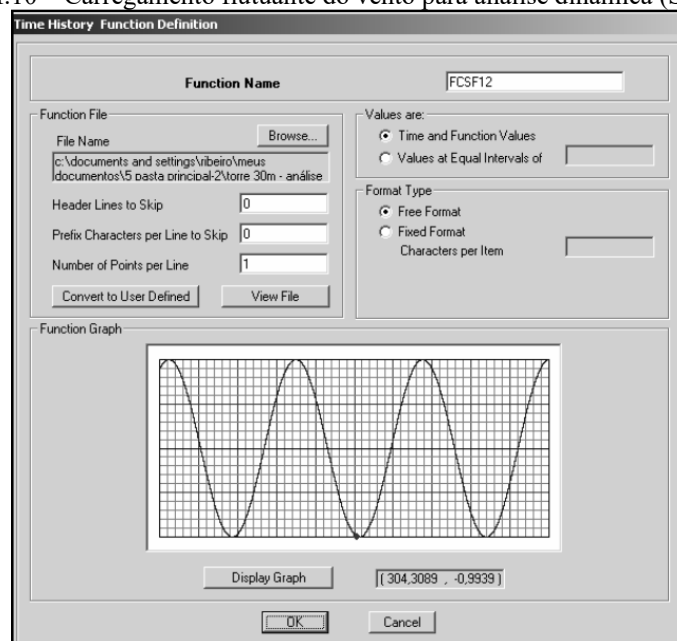 Carregamento flutuante do vento para análise dinâmica
Time History Function Definition
Function Name
FCSF12
Function File
File Name
Browse...
c:\documents and settings\ribeiro\meus
documentos\5 pasta principal-2\torre 30m - análise
Header Lines to Skip
0
Prefix Characters per Line to Skip
0
Number of Points per Line
1
Convert to User Defined
View File
Values are:
Time and Function Values
Values at Equal Intervals of
Format Type
Free Format
Fixed Format
Characters per Item
Function Graph
Display Graph
( 304,3089 , -0,9939 )
OK
Cancel